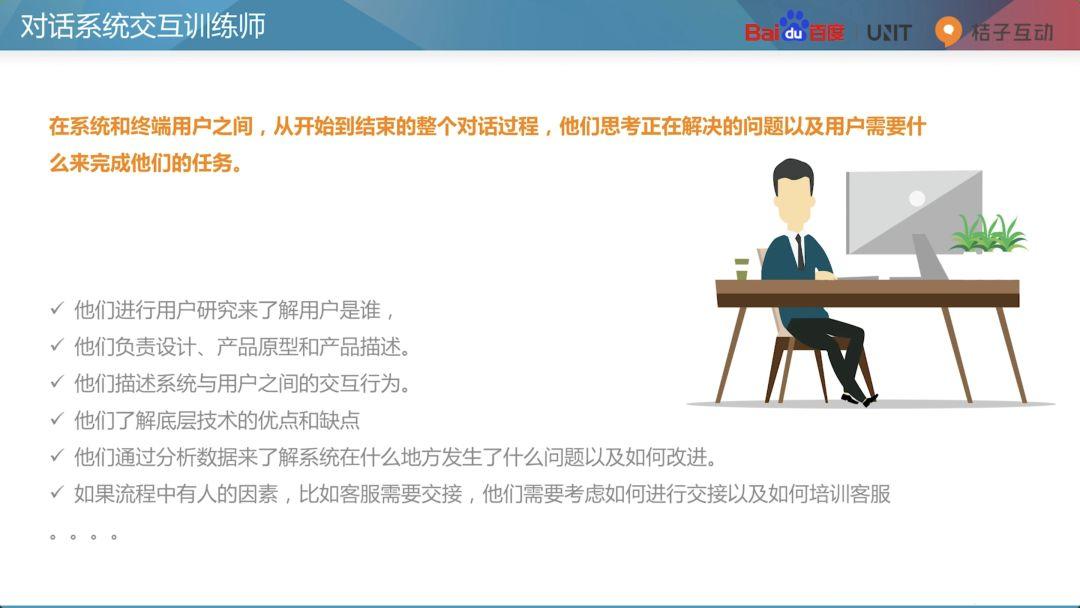 对话系统交互训练师
Baidu百度 UNIT 桔子互动
在系统和终端用户之间，从开始到结束的整个对话过程，他们思考正在解决的问题以及用户需要什
么来完成他们的任务。
✓ 他们进行用户研究来了解用户是谁，
✓ 他们负责设计、产品原型和产品描述。
✓ 他们描述系统与用户之间的交互行为。
✓ 他们了解底层技术的优点和缺点
✓ 他们通过分析数据来了解系统在什么地方发生了什么问题以及如何改进。
✓ 如果流程中有人的因素，比如客服需要交接，他们需要考虑如何进行交接以及如何培训客服
。。。。